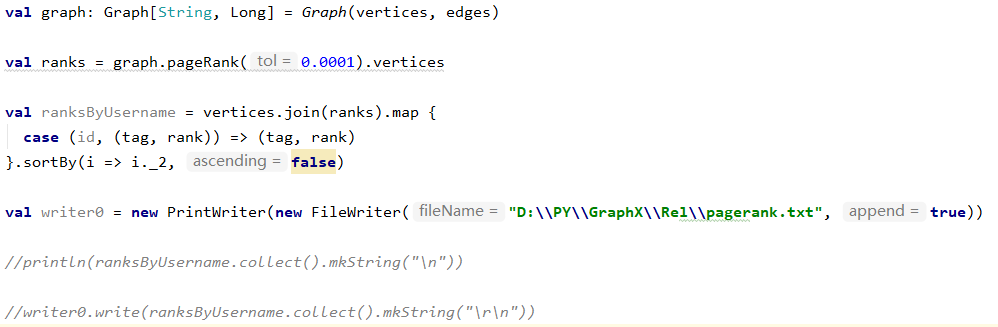 val graph: Graph[String, Long] = Graph(vertices, edges)
val ranks = graph.pageRank( tol = 0.0001).vertices
val ranksByUsername = vertices.join(ranks).map {
case (id, (tag, rank)) => (tag, rank)
}.sortBy(i => i._2, ascending = false)
val writer0 = new PrintWriter(new FileWriter( fileName = "D:\\PY\\GraphX\\Rel\\pagerank.txt", append = true))
//println(ranksByUsername.collect().mkString("\n"))
//writer0.write(ranksByUsername.collect().mkString("\r\n"))